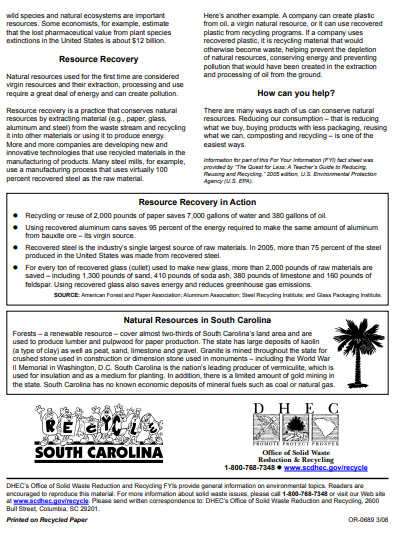 wild species and natural ecosystems are important
resources. Some economists, for example, estimate
that the lost pharmaceutical value from plant species
extinctions in the United States is about $12 billion.
Resource Recovery
Natural resources used for the first time are considered
virgin resources and their extraction, processing and use
require a great deal of energy and can create pollution.
Resource recovery is a practice that conserves natural
resources by extracting material (e.g., paper, glass,
aluminum and steel) from the waste stream and recycling
it into other materials or using it to produce energy.
More and more companies are developing new and
innovative technologies that use recycled materials in the
manufacturing of products. Many steel mills, for example,
use a manufacturing process that uses virtually 100
percent recovered steel as the raw material.
Here's another example. A company can create plastic
from oil, a virgin natural resource, or it can use recovered
plastic from recycling programs. If a company uses
recovered plastic, it is recycling material that would
otherwise become waste, helping prevent the depletion
of natural resources, conserving energy and preventing
pollution that would have been created in the extraction
and processing of oil from the ground.
How can you help?
There are many ways each of us can conserve natural
resources. Reducing our consumption – that is reducing
what we buy, buying products with less packaging, reusing
what we can, composting and recycling – is one of the
easiest ways.
Information for part of this For Your Information (FYI) fact sheet was
provided by "The Quest for Less: A Teacher's Guide to Reducing,
Reusing and Recycling," 2005 edition, U.S. Environmental Protection
Agency (U.S. EPA).
Resource Recovery in Action
● Recycling or reuse of 2,000 pounds of paper saves 7,000 gallons of water and 380 gallons of oil.
● Using recovered aluminum cans saves 95 percent of the energy required to make the same amount of aluminum
from bauxite ore – its virgin source.
● Recovered steel is the industry's single largest source of raw materials. In 2005, more than 75 percent of the steel
produced in the United States was made from recovered steel.
● For every ton of recovered glass (cullet) used to make new glass, more than 2,000 pounds of raw materials are
saved – including 1,300 pounds of sand, 410 pounds of soda ash, 380 pounds of limestone and 160 pounds of
feldspar. Using recovered glass also saves energy and reduces greenhouse gas emissions.
SOURCE: American Forest and Paper Association; Aluminum Association; Steel Recycling Institute; and Glass Packaging Institute.
Natural Resources in South Carolina
Forests – a renewable resource – cover almost two-thirds of South Carolina's land area and are
used to produce lumber and pulpwood for paper production. The state has large deposits of kaolin
(a type of clay) as well as peat, sand, limestone and gravel. Granite is mined throughout the state for
crushed stone used in construction or dimension stone used in monuments – including the World War
II Memorial in Washington, D.C. South Carolina is the nation's leading producer of vermiculite, which is
used for insulation and as a medium for planting. In addition, there is a limited amount of gold mining in
the state. South Carolina has no known economic deposits of mineral fuels such as coal or natural gas.
RECYCLE
SOUTH CAROLINA
D H E C
PROMOTE PROTECT PROSPER
Office of Solid Waste
Reduction & Recycling
1-800-768-7348 ● www.scdhec.gov/recycle
DHEC's Office of Solid Waste Reduction and Recycling FYIs provide general information on environmental topics. Readers are
encouraged to reproduce this material. For more information about solid waste issues, please call 1-800-768-7348 or visit our Web site
at www.scdhec.gov/recycle. Please send written correspondence to: DHEC's Office of Solid Waste Reduction and Recycling, 2600
Bull Street, Columbia, SC 29201.
Printed on Recycled Paper
OR-0689 3/08